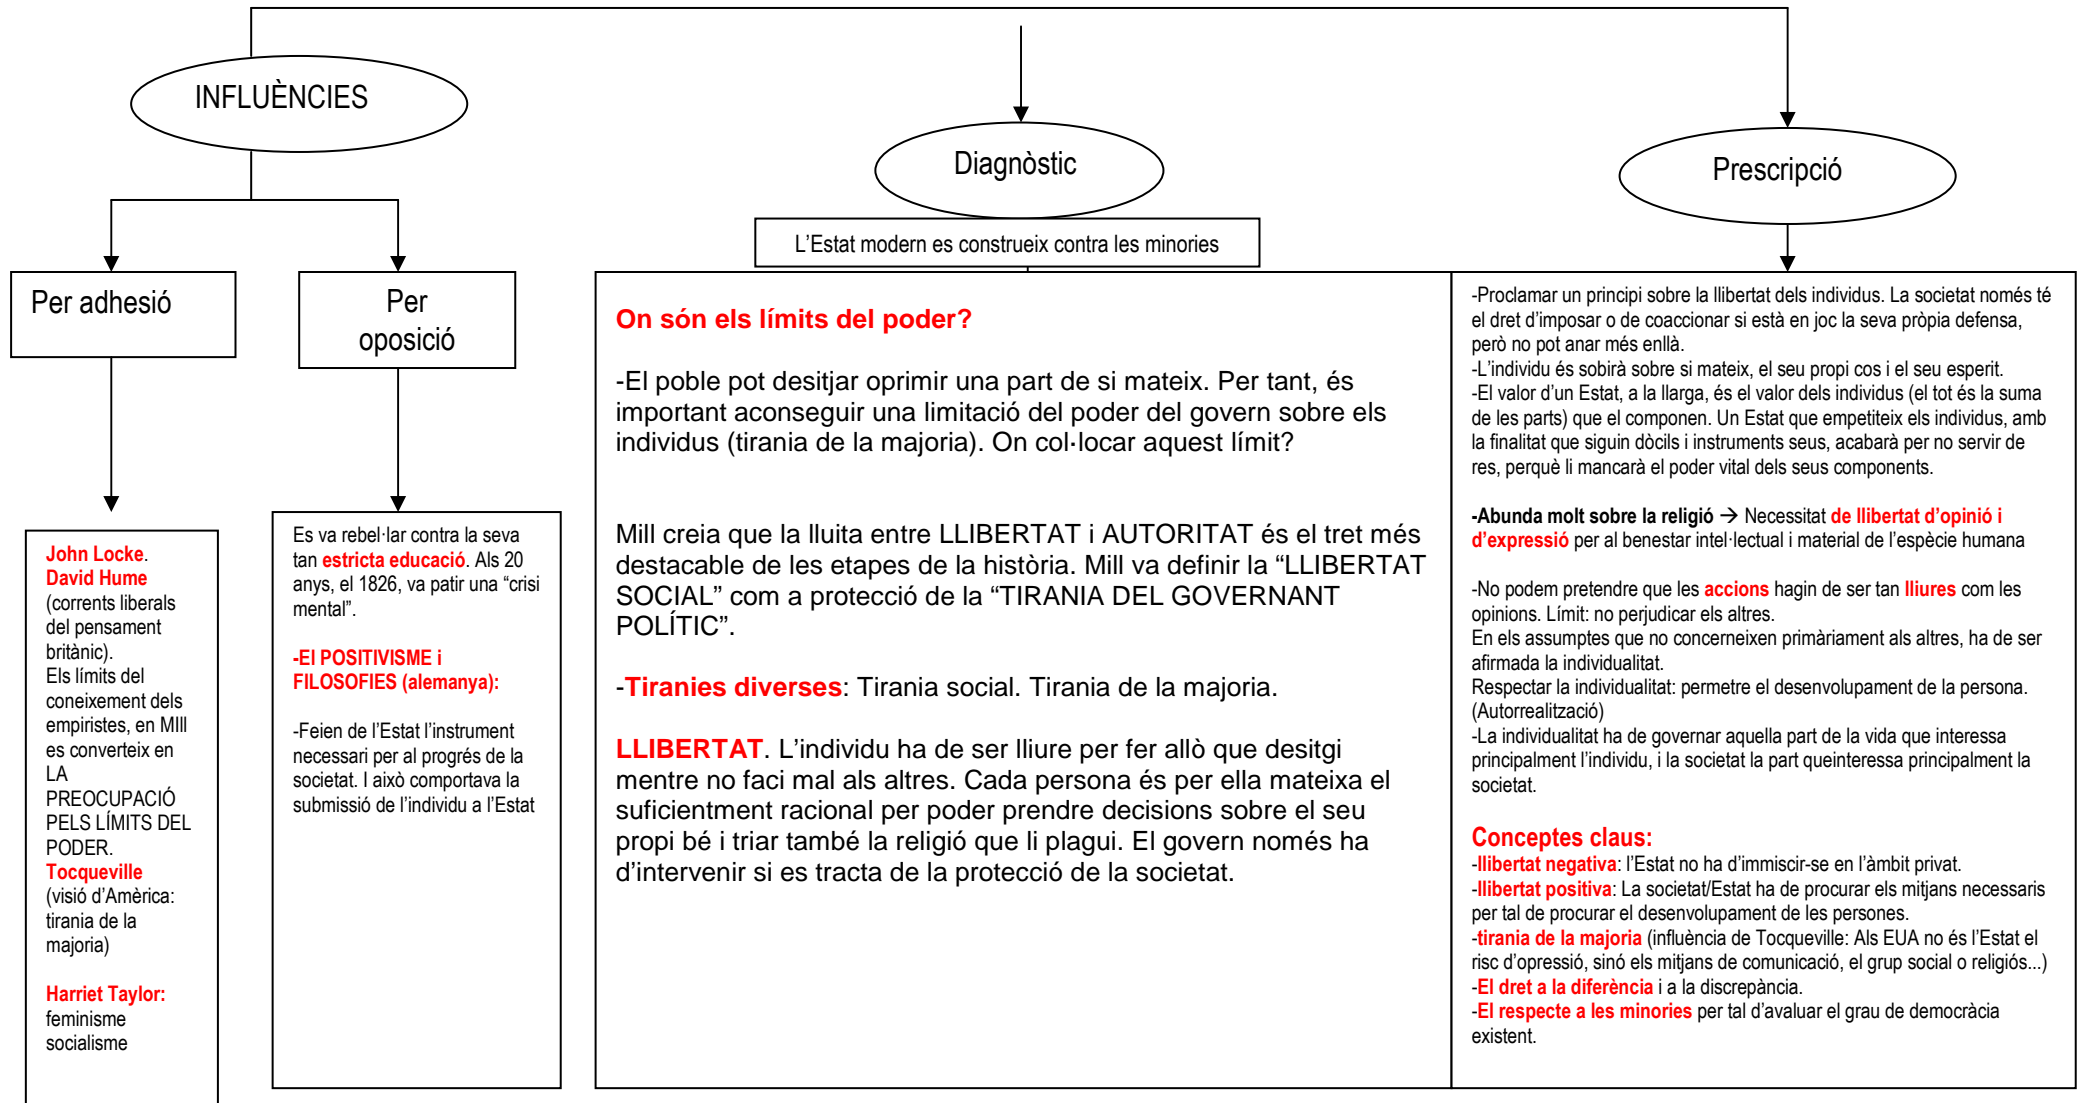 INFLUÈNCIES
Diagnòstic
Prescripció
L'Estat modern es construeix contra les minories
Per adhesió
Per
oposició
John Locke.
David Hume
(corrents liberals
del pensament
britànic).
Els límits del
coneixement dels
empiristes, en MIll
es converteix en
LA
PREOCUPACIÓ
PELS LÍMITS DEL
PODER.
Tocqueville
(visió d'Amèrica:
tirania de la
majoria)
Harriet Taylor:
feminisme
socialisme
Es va rebel·lar contra la seva
tan estricta educació. Als 20
anys, el 1826, va patir una "crisi
mental".
-El POSITIVISME i
FILOSOFIES (alemanya):
-Feien de l'Estat l'instrument
necessari per al progrés de la
societat. I això comportava la
submissió de l'individu a l'Estat
On són els límits del poder?
-El poble pot desitjar oprimir una part de si mateix. Per tant, és
important aconseguir una limitació del poder del govern sobre els
individus (tirania de la majoria). On col·locar aquest límit?
Mill creia que la lluita entre LLIBERTAT i AUTORITAT és el tret més
destacable de les etapes de la història. Mill va definir la "LLIBERTAT
SOCIAL" com a protecció de la "TIRANIA DEL GOVERNANT
POLÍTIC".
-Tiranies diverses: Tirania social. Tirania de la majoria.
LLIBERTAT. L'individu ha de ser lliure per fer allò que desitgi
mentre no faci mal als altres. Cada persona és per ella mateixa el
suficientment racional per poder prendre decisions sobre el seu
propi bé i triar també la religió que li plagui. El govern només ha
d'intervenir si es tracta de la protecció de la societat.
-Proclamar un principi sobre la llibertat dels individus. La societat només té
el dret d'imposar o de coaccionar si està en joc la seva pròpia defensa,
però no pot anar més enllà.
-L'individu és sobirà sobre si mateix, el seu propi cos i el seu esperit.
-El valor d'un Estat, a la llarga, és el valor dels individus (el tot és la suma
de les parts) que el componen. Un Estat que empetiteix els individus, amb
la finalitat que siguin dòcils i instruments seus, acabarà per no servir de
res, perquè li mancarà el poder vital dels seus components.
-Abunda molt sobre la religió → Necessitat de llibertat d'opinió i
d'expressió per al benestar intel·lectual i material de l'espècie humana
-No podem pretendre que les accions hagin de ser tan lliures com les
opinions. Límit: no perjudicar els altres.
En els assumptes que no concerneixen primàriament als altres, ha de ser
afirmada la individualitat.
Respectar la individualitat: permetre el desenvolupament de la persona.
(Autorrealització)
-La individualitat ha de governar aquella part de la vida que interessa
principalment l'individu, i la societat la part queinteressa principalment la
societat.
Conceptes claus:
-llibertat negativa: l'Estat no ha d'immiscir-se en l'àmbit privat.
-llibertat positiva: La societat/Estat ha de procurar els mitjans necessaris
per tal de procurar el desenvolupament de les persones.
-tirania de la majoria (influència de Tocqueville: Als EUA no és l'Estat el
risc d'opressió, sinó els mitjans de comunicació, el grup social o religiós...)
-El dret a la diferència i a la discrepància.
-El respecte a les minories per tal d'avaluar el grau de democràcia
existent.